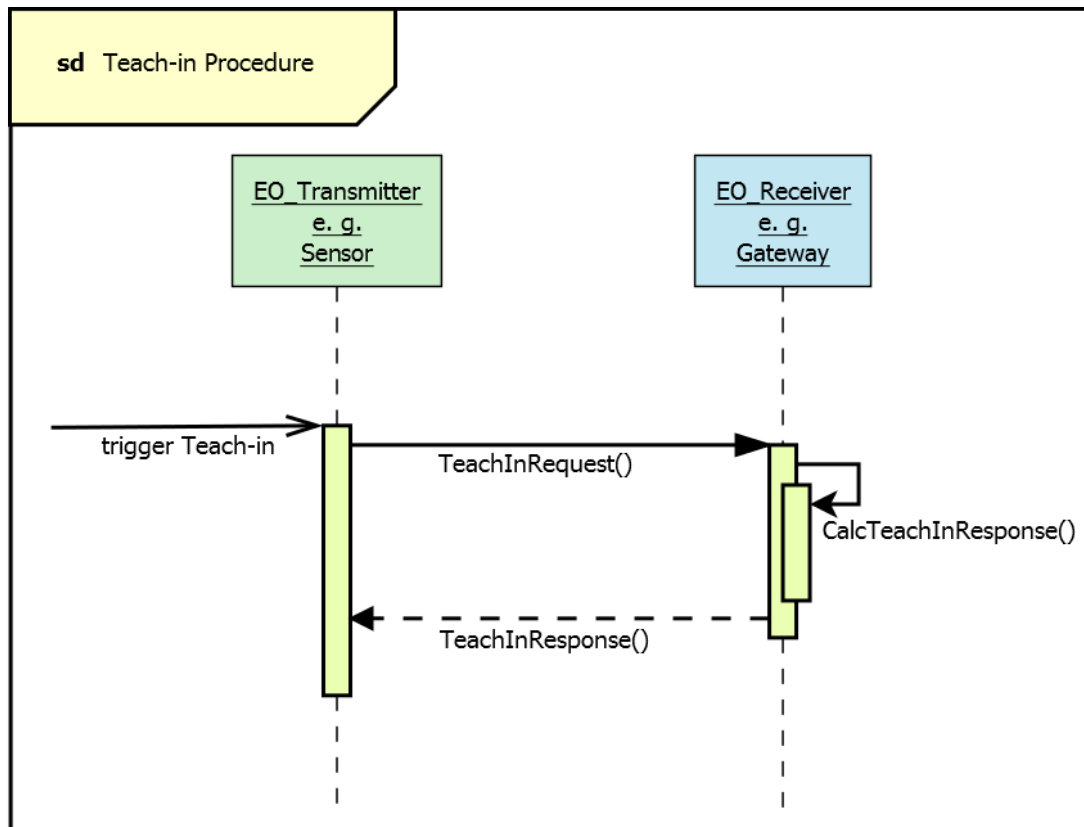 sd Teach-in Procedure
EO_Transmitter
e. g.
Sensor
EO_Receiver
e. g.
Gateway
trigger Teach-in
TeachInRequest()
CalcTeachInResponse()
TeachInResponse()